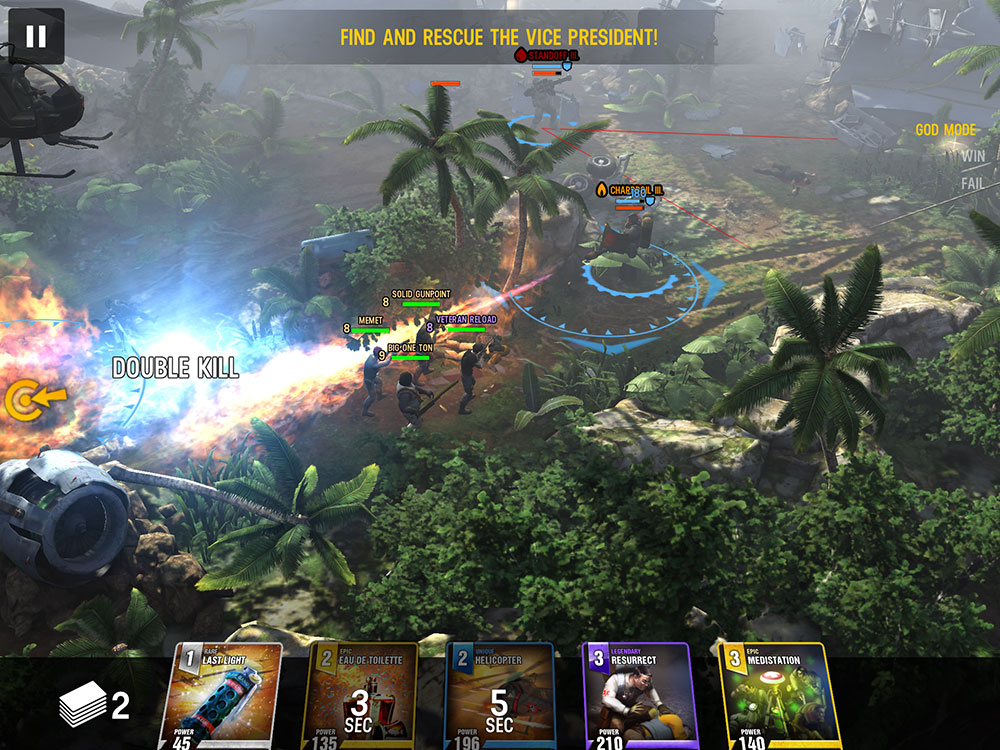 FIND AND RESCUE THE VICE PRESIDENT!
STANDOFF III.
GOD MODE
WIN
FAIL
180
SOLID GUNPOINT
8
MEMET
8
VETERAN RELOAD
8
BIG ONE TON
9
DOUBLE KILL
2
1
RARE
LAST LIGHT
POWER
45
2
EPIC
EAU DE TOILETTE
3
SEC
POWER
135
2
UNIQUE
HELICOPTER
5
SEC
POWER
196
3
LEGENDARY
RESURRECT
POWER
210
3
EPIC
MEDISTATION
POWER
140